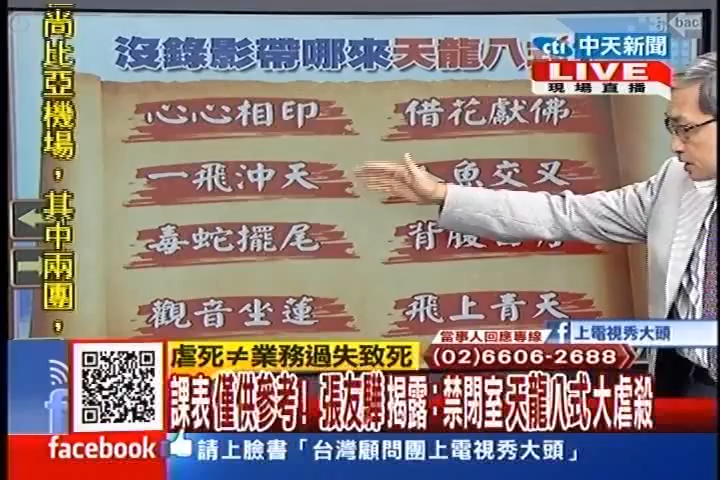 back
沒錄影帶哪來天龍八
cti 中天新聞
LIVE
現場直播
尚比亞機場，其中兩團，
心心相印
借花獻佛
一飛沖天
魚交叉
毒蛇擺尾
背腹
觀音坐蓮
飛上青天
當事人回應專線
f 上電視秀大頭
虐死≠業務過失致死
(02)6606-2688
課表僅供參考！張友驊揭露：禁閉室天龍八式大虐殺
facebook 請上臉書「台灣顧問團上電視秀大頭」